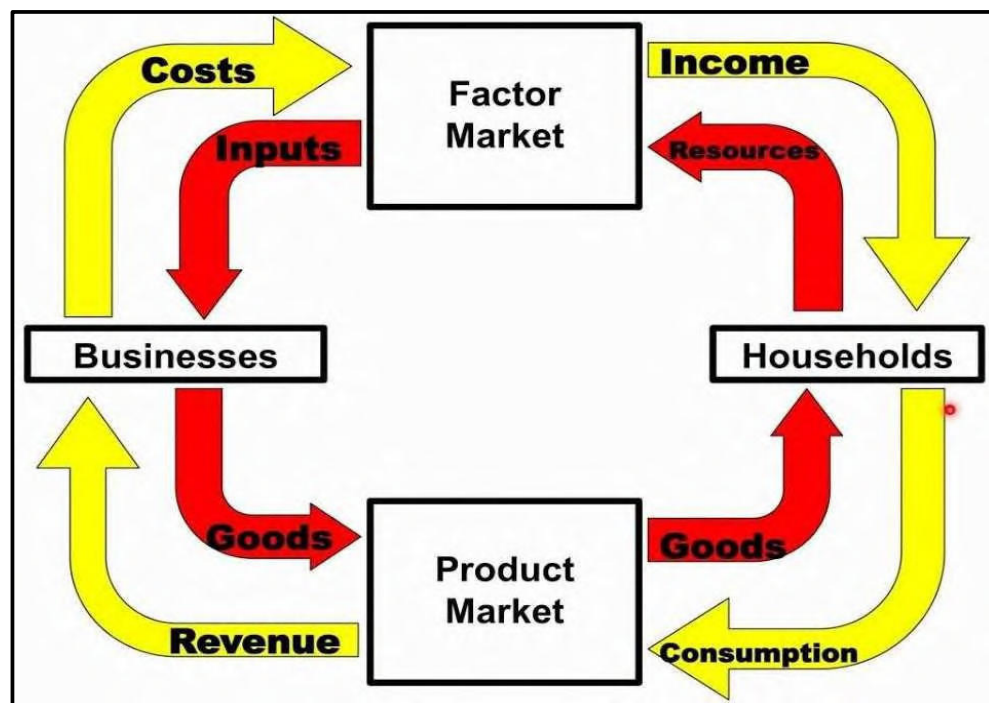 Costs
Factor
Market
Income
Inputs
Resources
Businesses
Households
Goods
Product
Market
Goods
Revenue
Consumption